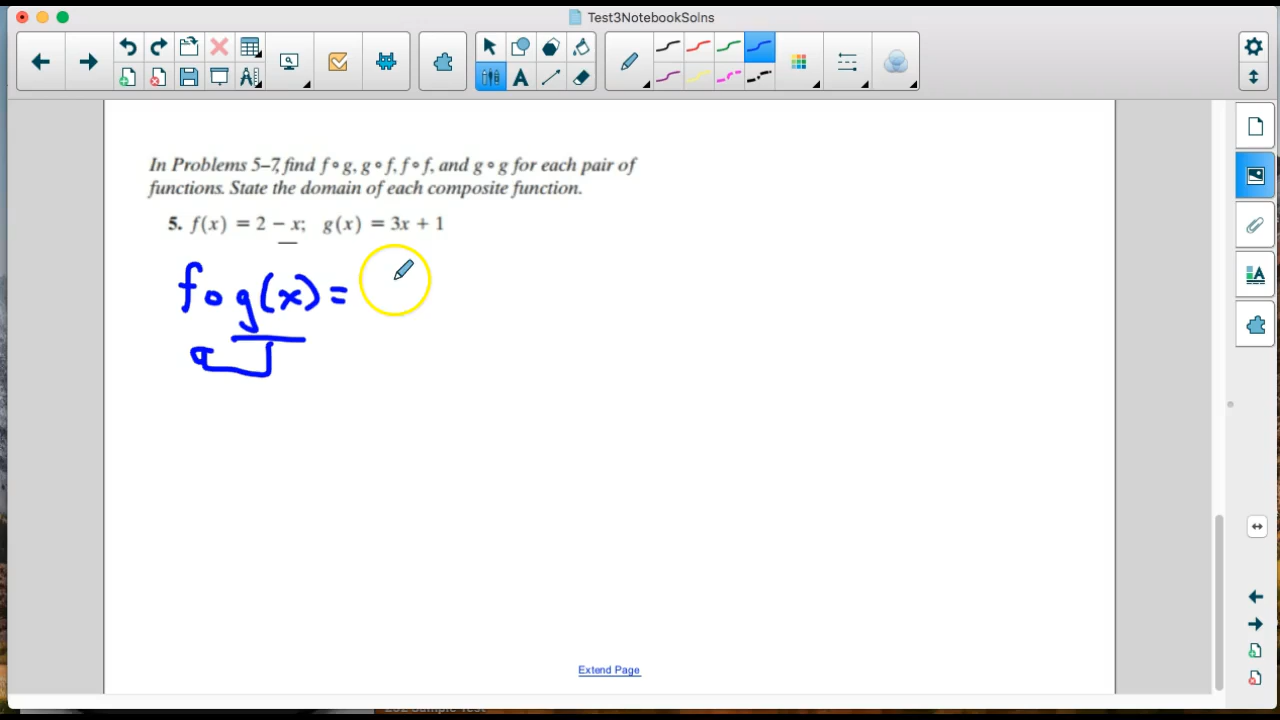 Test3NotebookSolns
In Problems 5–7, find f ∘ g, g ∘ f, f ∘ f, and g ∘ g for each pair of
functions. State the domain of each composite function.
5. f(x) = 2 − x; g(x) = 3x + 1
f∘g(x)=
Extend Page